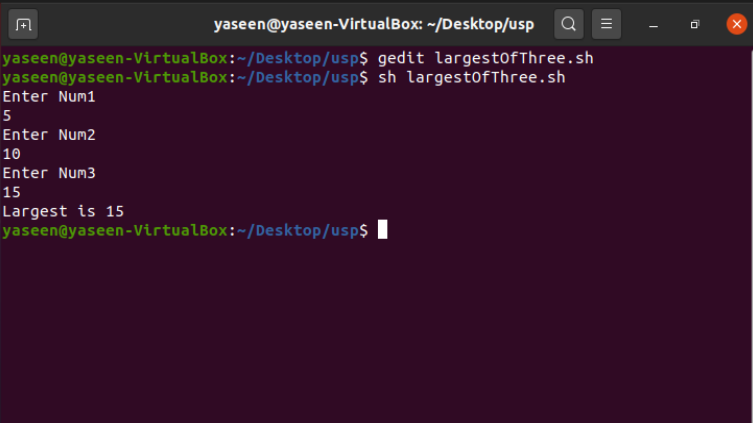 yaseen@yaseen-VirtualBox: ~/Desktop/usp
yaseen@yaseen-VirtualBox:~/Desktop/usp$ gedit largestOfThree.sh
yaseen@yaseen-VirtualBox:~/Desktop/usp$ sh largestOfThree.sh
Enter Num1
5
Enter Num2
10
Enter Num3
15
Largest is 15
yaseen@yaseen-VirtualBox:~/Desktop/usp$